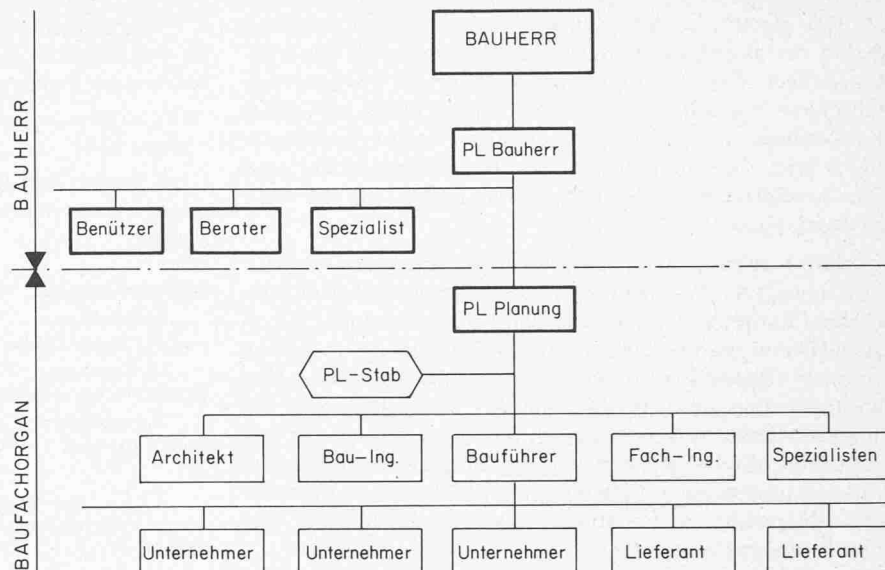 BAUHERR
BAUHERR
PL Bauherr
Benützer
Berater
Spezialist
PL Planung
PL-Stab
BAUFACHORGAN
Architekt
Bau-Ing.
Bauführer
Fach-Ing.
Spezialisten
Unternehmer
Unternehmer
Unternehmer
Lieferant
Lieferant